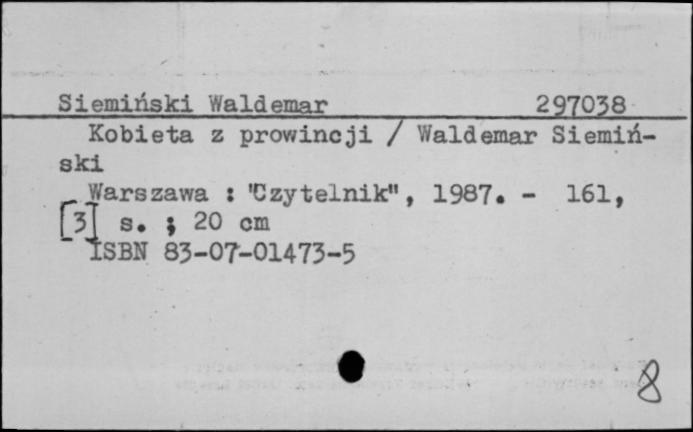 Siemiński Waldemar 297038
Kobieta z prowincji / Waldemar Siemiń-
ski
Warszawa : "Czytelnik", 1987. - 161,
[3] s. ; 20 cm
ISBN 83-07-01473-5
8